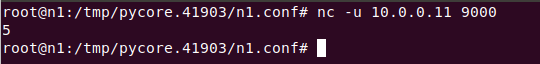 root@n1:/tmp/pycore.41903/n1.conf# nc -u 10.0.0.11 9000
5
root@n1:/tmp/pycore.41903/n1.conf#